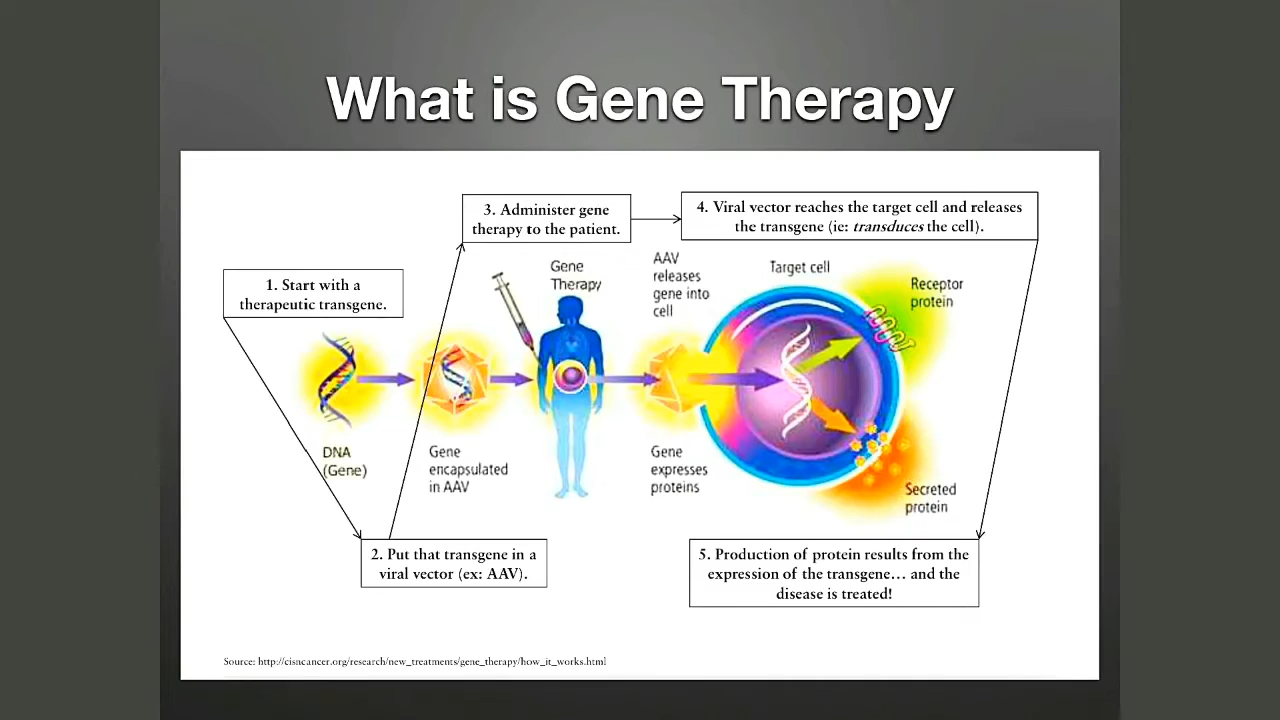 What is Gene Therapy
3. Administer gene
therapy to the patient.
4. Viral vector reaches the target cell and releases
the transgene (ie: transduces the cell).
1. Start with a
therapeutic transgene.
Gene
Therapy
AAV
releases
gene into
cell
Target cell
Receptor
protein
DNA
(Gene)
Gene
encapsulated
in AAV
Gene
expresses
proteins
Secreted
protein
2. Put that transgene in a
viral vector (ex: AAV).
5. Production of protein results from the
expression of the transgene... and the
disease is treated!
Source: http://cisncancer.org/research/new_treatments/gene_therapy/how_it_works.html